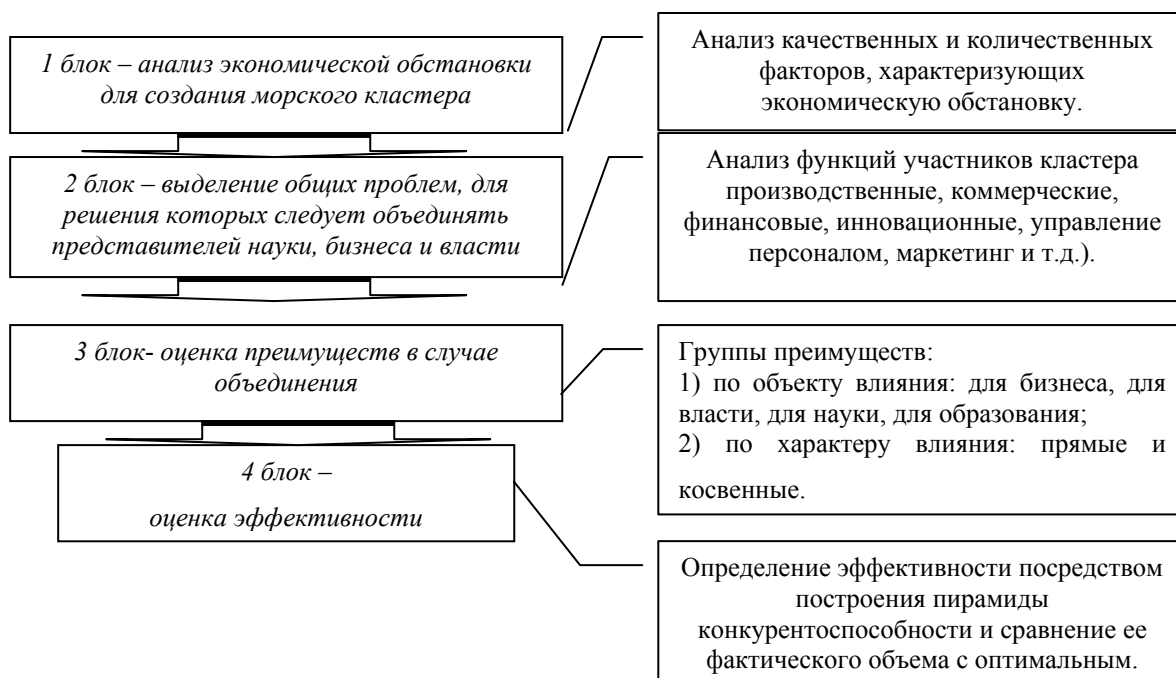 1 блок – анализ экономической обстановки
для создания морского кластера
Анализ качественных и количественных
факторов, характеризующих
экономическую обстановку.
2 блок – выделение общих проблем, для
решения которых следует объединять
представителей науки, бизнеса и власти
Анализ функций участников кластера
производственные, коммерческие,
финансовые, инновационные, управление
персоналом, маркетинг и т.д.).
3 блок- оценка преимуществ в случае
объединения
Группы преимуществ:
1) по объекту влияния: для бизнеса, для
власти, для науки, для образования;
2) по характеру влияния: прямые и
косвенные.
4 блок –
оценка эффективности
Определение эффективности посредством
построения пирамиды
конкурентоспособности и сравнение ее
фактического объема с оптимальным.